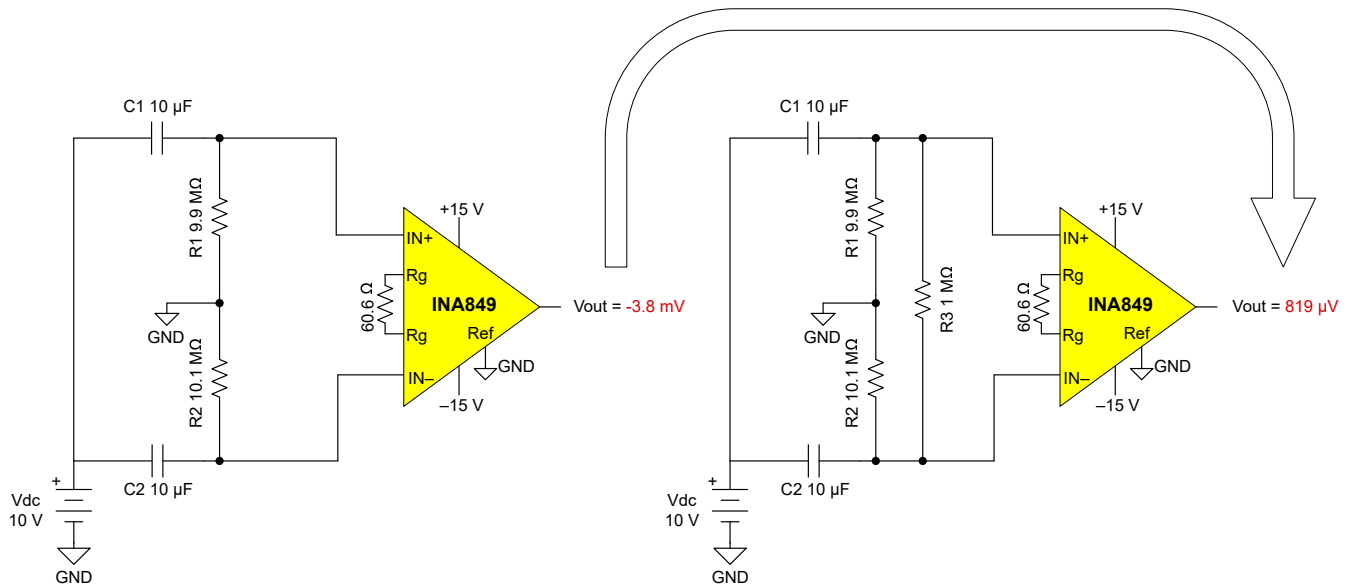 C1 10 µF
R1 9.9 MΩ
+15 V
IN+
Rg
60.6 Ω
INA849
Vout = -3.8 mV
GND
Rg
Ref
GND
R2 10.1 MΩ
IN–
–15 V
C2 10 µF
+
Vdc
10 V
GND
C1 10 µF
R1 9.9 MΩ
+15 V
IN+
Rg
R3 1 MΩ
60.6 Ω
INA849
Vout = 819 µV
GND
Rg
Ref
GND
R2 10.1 MΩ
IN–
–15 V
C2 10 µF
+
Vdc
10 V
GND